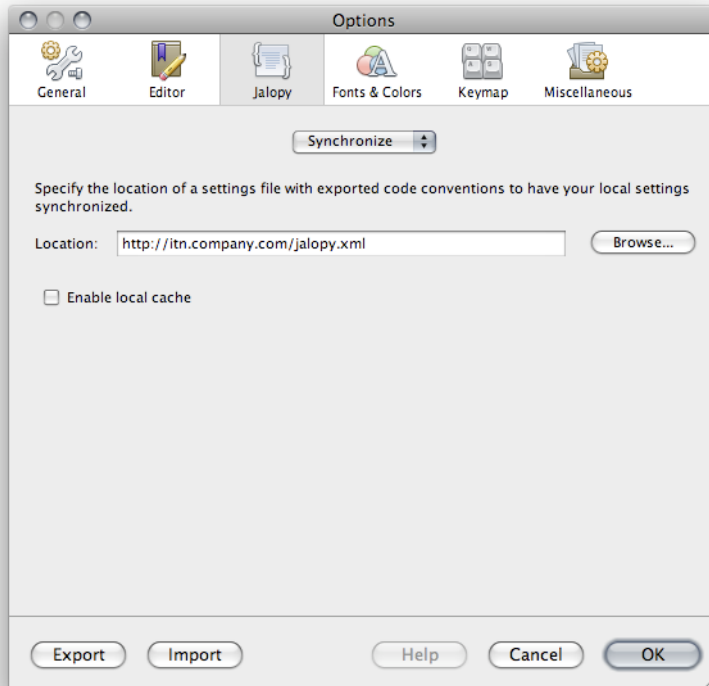 Options
General Editor Jalopy Fonts & Colors Keymap Miscellaneous
Synchronize
Specify the location of a settings file with exported code conventions to have your local settings
synchronized.
Location: http://itn.company.com/jalopy.xml Browse...
Enable local cache
Export Import Help Cancel OK